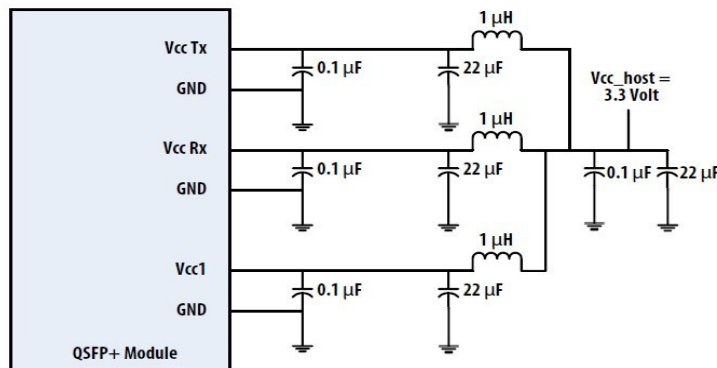 1 µH
Vcc Tx
0.1 µF
22 µF
GND
Vcc_host =
3.3 Volt
1 µH
Vcc Rx
0.1 µF
22 µF
0.1 µF
22 µF
GND
1 µH
Vcc1
0.1 µF
22 µF
GND
QSFP+ Module